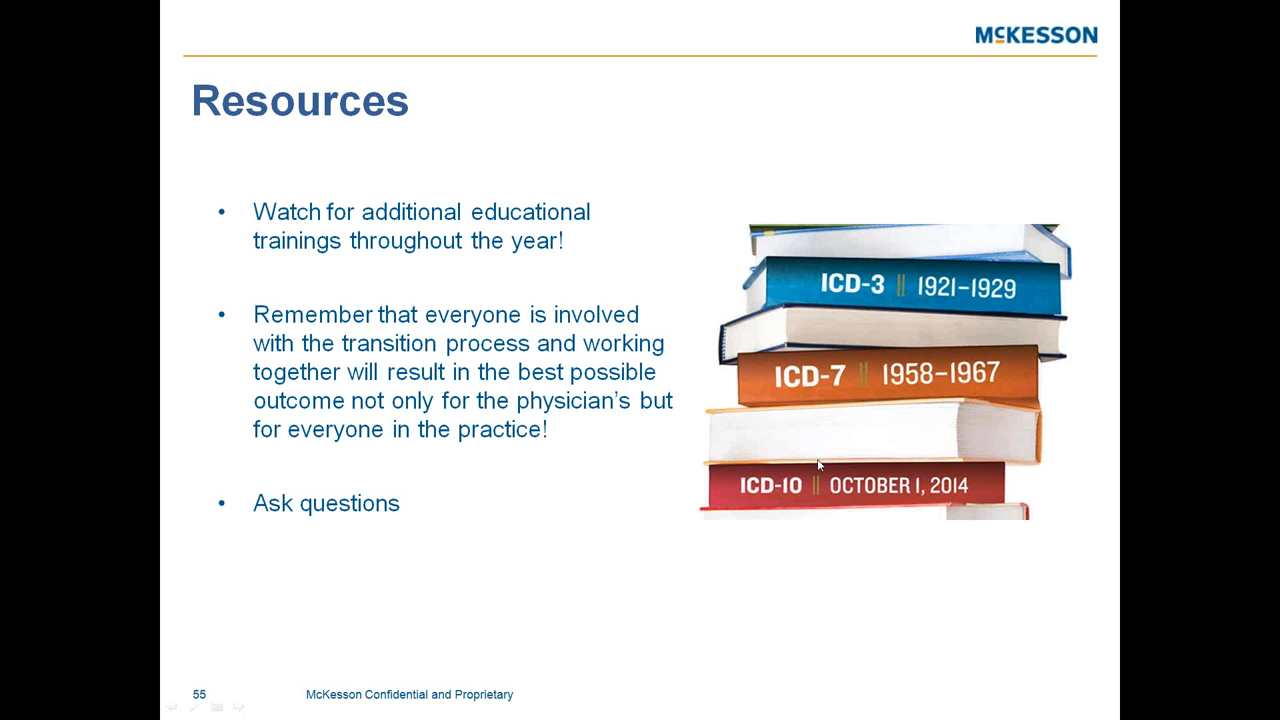 McKESSON
Resources
• Watch for additional educational
trainings throughout the year!
• Remember that everyone is involved
with the transition process and working
together will result in the best possible
outcome not only for the physician’s but
for everyone in the practice!
• Ask questions
ICD-3 || 1921–1929
ICD-7 || 1958–1967
ICD-10 || OCTOBER 1, 2014
55
McKesson Confidential and Proprietary